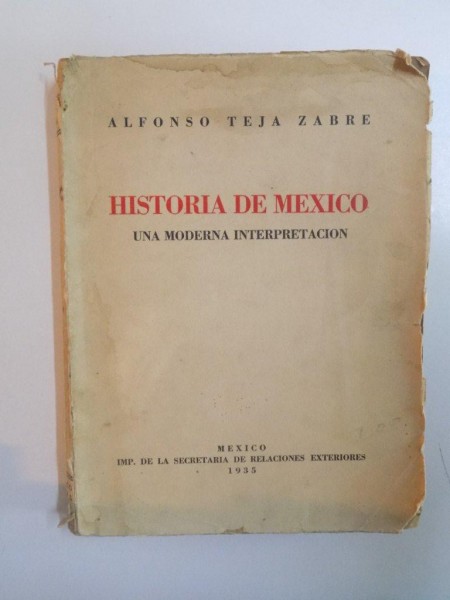 ALFONSO TEJA ZABRE
HISTORIA DE MEXICO
UNA MODERNA INTERPRETACION
MEXICO
IMP. DE LA SECRETARIA DE RELACIONES EXTERIORES
1935